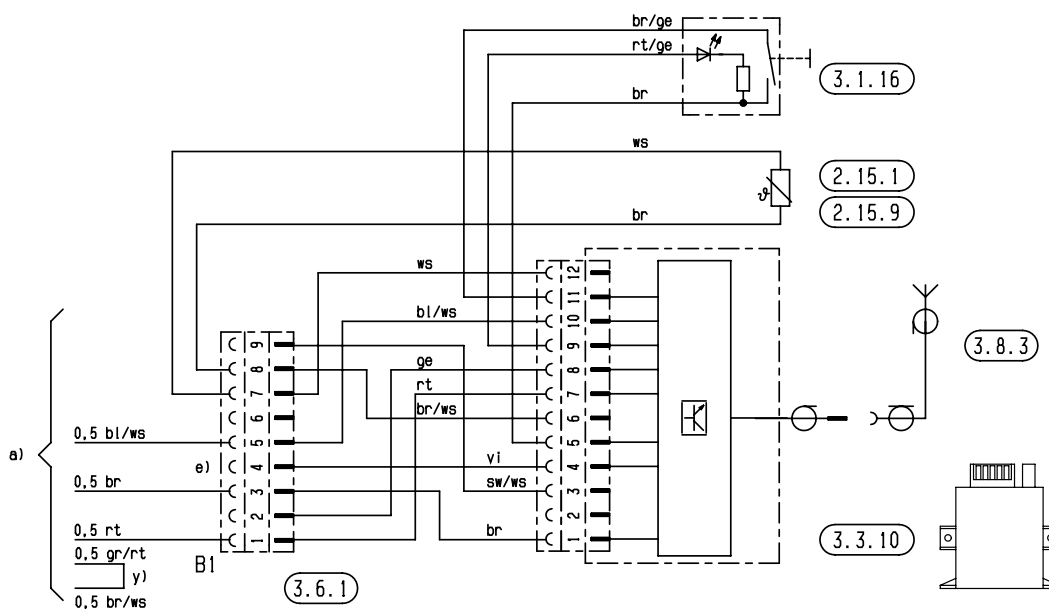 br/ge
rt/ge
3.1.16
br
ws
2.15.1
ϑ
2.15.9
br
ws
12
11
bl/ws
10
9
9
3.8.3
ge
8
8
rt
7
7
br/ws
6
6
0,5 bl/ws
5
5
a)
e)
4
vi
4
sw/ws
0,5 br
3
3
2
2
br
0,5 rt
1
1
3.3.10
0,5 gr/rt
B1
y)
3.6.1
0,5 br/ws